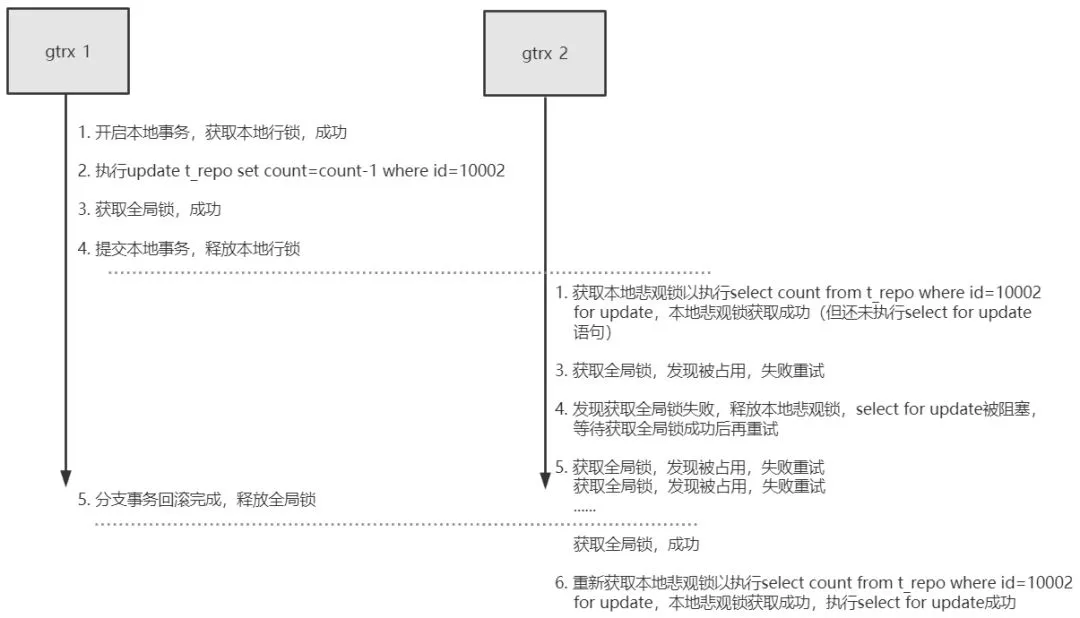 gtrx 1
gtrx 2
1. 开启本地事务，获取本地行锁，成功
2. 执行update t_repo set count=count-1 where id=10002
3. 获取全局锁，成功
4. 提交本地事务，释放本地行锁
1. 获取本地悲观锁以执行select count from t_repo where id=10002
for update，本地悲观锁获取成功（但还未执行select for update
语句）
3. 获取全局锁，发现被占用，失败重试
4. 发现获取全局锁失败，释放本地悲观锁，select for update被阻塞，
等待获取全局锁成功后再重试
5. 获取全局锁，发现被占用，失败重试
获取全局锁，发现被占用，失败重试
......
5. 分支事务回滚完成，释放全局锁
获取全局锁，成功
6. 重新获取本地悲观锁以执行select count from t_repo where id=10002
for update，本地悲观锁获取成功，执行select for update成功